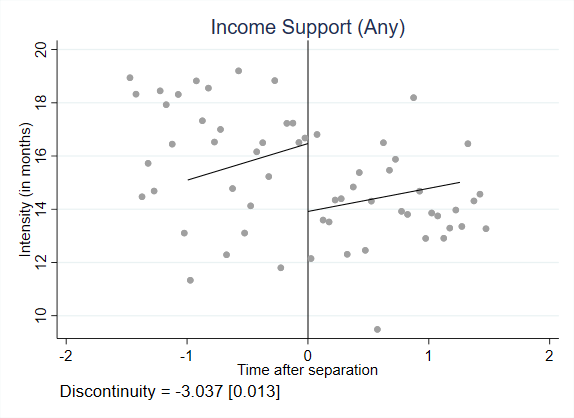 Income Support (Any)
Intensity (in months)
20
18
16
14
12
10
-2
-1
0
1
2
Time after separation
Discontinuity = -3.037 [0.013]